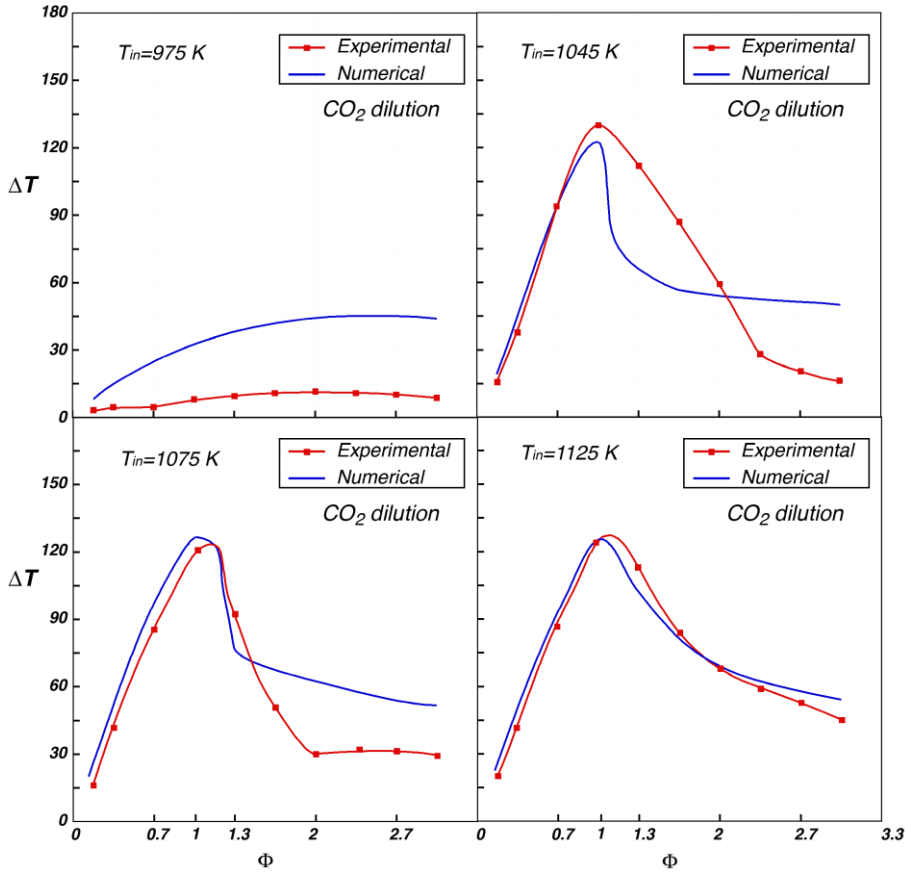 180
150
120
90
60
30
0
ΔT
Tin=975 K
Experimental
Numerical
CO2 dilution
Tin=1045 K
Experimental
Numerical
CO2 dilution
150
120
90
60
30
0
ΔT
Tin=1075 K
Experimental
Numerical
CO2 dilution
Tin=1125 K
Experimental
Numerical
CO2 dilution
0 0.7 1 1.3 2 2.7 0 0.7 1 1.3 2 2.7 3.3
Φ Φ